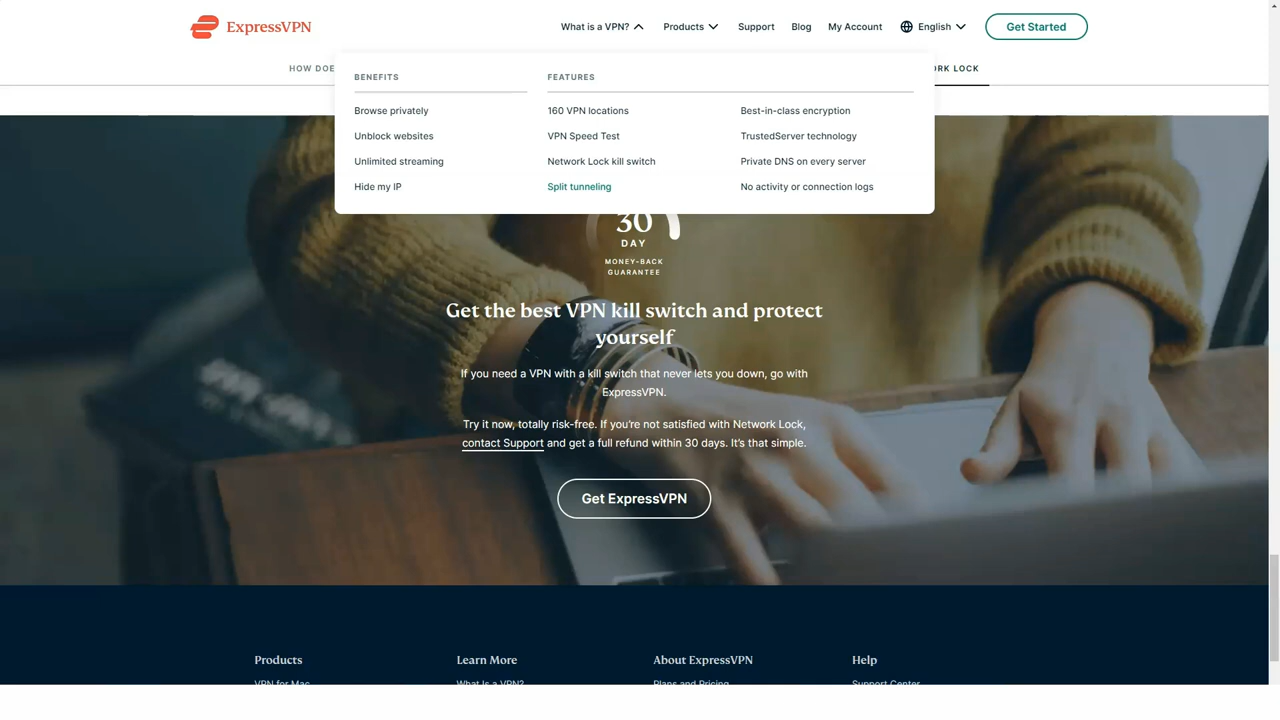 ExpressVPN
What is a VPN?
Products
Support
Blog
My Account
English
Get Started
HOW DOE
RK LOCK
BENEFITS
Browse privately
Unblock websites
Unlimited streaming
Hide my IP
FEATURES
160 VPN locations
VPN Speed Test
Network Lock kill switch
Split tunneling
Best-in-class encryption
TrustedServer technology
Private DNS on every server
No activity or connection logs
30
DAY
MONEY-BACK
GUARANTEE
Get the best VPN kill switch and protect
yourself
If you need a VPN with a kill switch that never lets you down, go with
ExpressVPN.
Try it now, totally risk-free. If you’re not satisfied with Network Lock,
contact Support and get a full refund within 30 days. It’s that simple.
Get ExpressVPN
Products
Learn More
About ExpressVPN
Help
VPN for Mac
What Is a VPN?
Plans and Pricing
Support Center